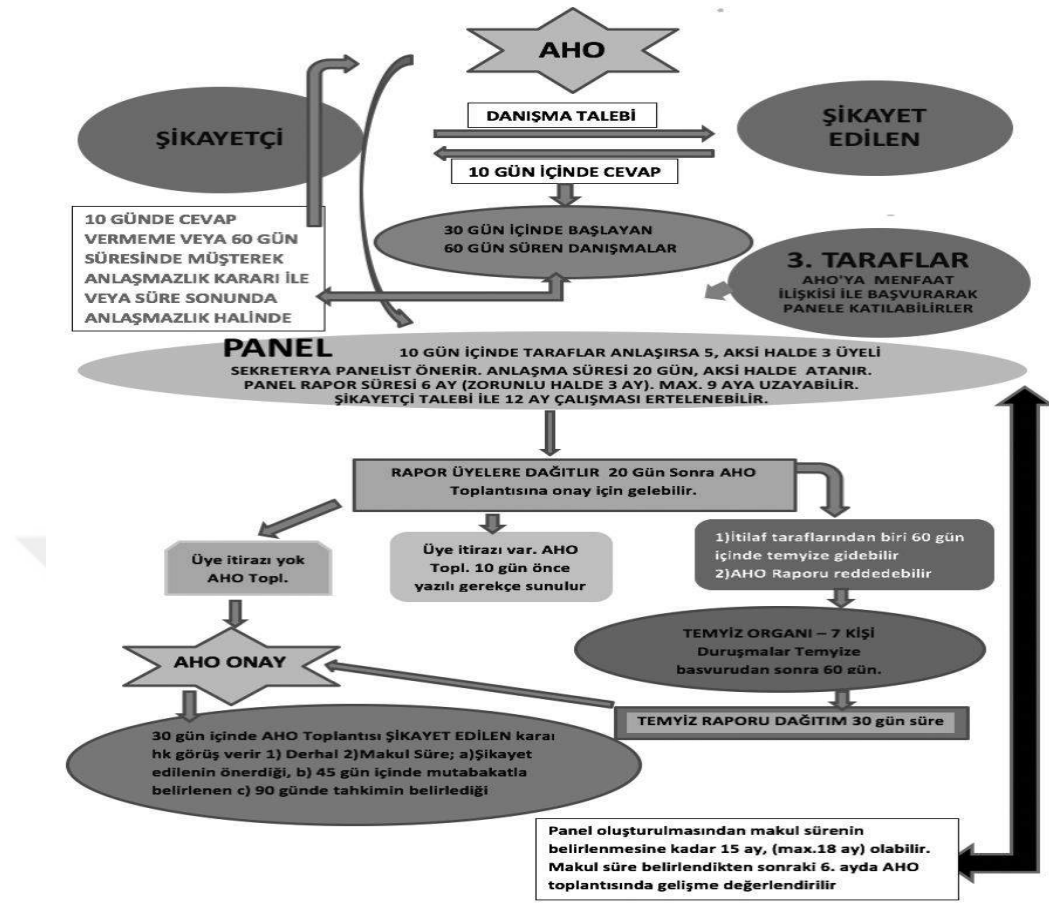 AHO
ŞİKAYETÇİ
DANIŞMA TALEBİ
ŞİKAYET
EDİLEN
10 GÜN İÇİNDE CEVAP
10 GÜNDE CEVAP
VERMEME VEYA 60 GÜN
SÜRESİNDE MÜŞTEREK
ANLAŞMAZLIK KARARI İLE
VEYA SÜRE SONUNDA
ANLAŞMAZLIK HALİNDE
30 GÜN İÇİNDE BAŞLAYAN
60 GÜN SÜREN DANIŞMALAR
3. TARAFLAR
AHO'YA MENFAAT
İLİŞKİSİ İLE BAŞVURARAK
PANELE KATILABİLİRLER
PANEL 10 GÜN İÇİNDE TARAFLAR ANLAŞIRSA 5, AKSİ HALDE 3 ÜYELİ
SEKRETERYA PANELİST ÖNERİR. ANLAŞMA SÜRESİ 20 GÜN, AKSİ HALDE ATANIR.
PANEL RAPOR SÜRESİ 6 AY (ZORUNLU HALDE 3 AY). MAX. 9 AYA UZAYABİLİR.
ŞİKAYETÇİ TALEBİ İLE 12 AY ÇALIŞMASI ERTELENEBİLİR.
RAPOR ÜYELERE DAĞITLIR 20 Gün Sonra AHO
Toplantısına onay için gelebilir.
Üye itirazı yok
AHO Topl.
Üye itirazı var. AHO
Topl. 10 gün önce
yazılı gerekçe sunulur
1)İtilaf taraflarından biri 60 gün
içinde temyize gidebilir
2)AHO Raporu reddedebilir
TEMYİZ ORGANI – 7 KİŞİ
Duruşmalar Temyize
basvurudan sonra 60 gün.
AHO ONAY
TEMYİZ RAPORU DAĞITIM 30 gün süre
30 gün içinde AHO Toplantısı ŞİKAYET EDİLEN karaı
hk görüş verir 1) Derhal 2)Makul Süre; a)Şikayet
edilenin önerdiği, b) 45 gün içinde mutabakatla
belirlenen c) 90 günde tahkimin belirlediği
Panel oluşturulmasından makul sürenin
belirlenmesine kadar 15 ay, (max.18 ay) olabilir.
Makul süre belirlendikten sonraki 6. ayda AHO
toplantısında gelişme değerlendirilir